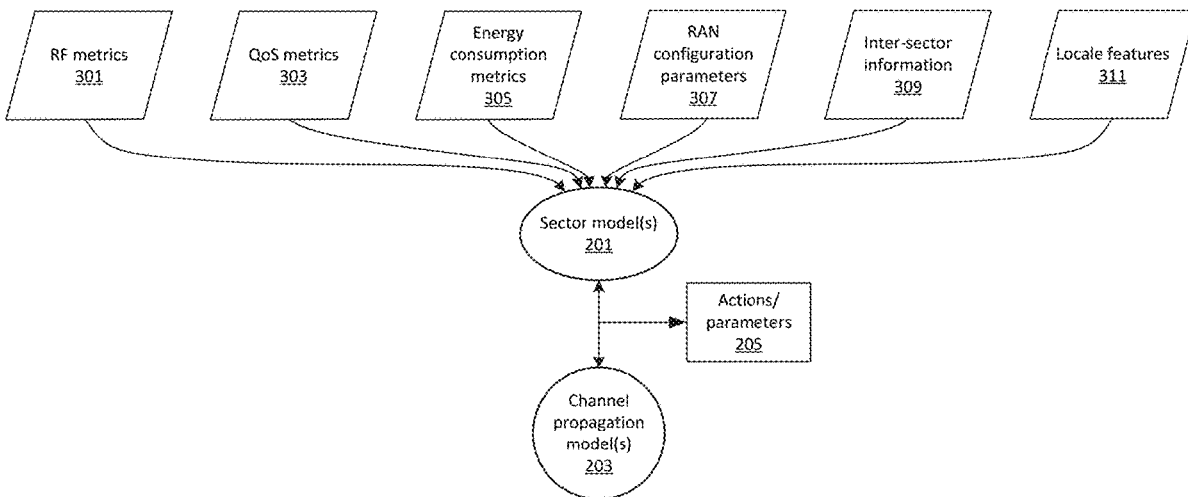 RF metrics
301
QoS metrics
303
Energy
consumption
metrics
305
RAN
configuration
parameters
307
Inter-sector
information
309
Locale features
311
Sector model(s)
201
Actions/
parameters
205
Channel
propagation
model(s)
203